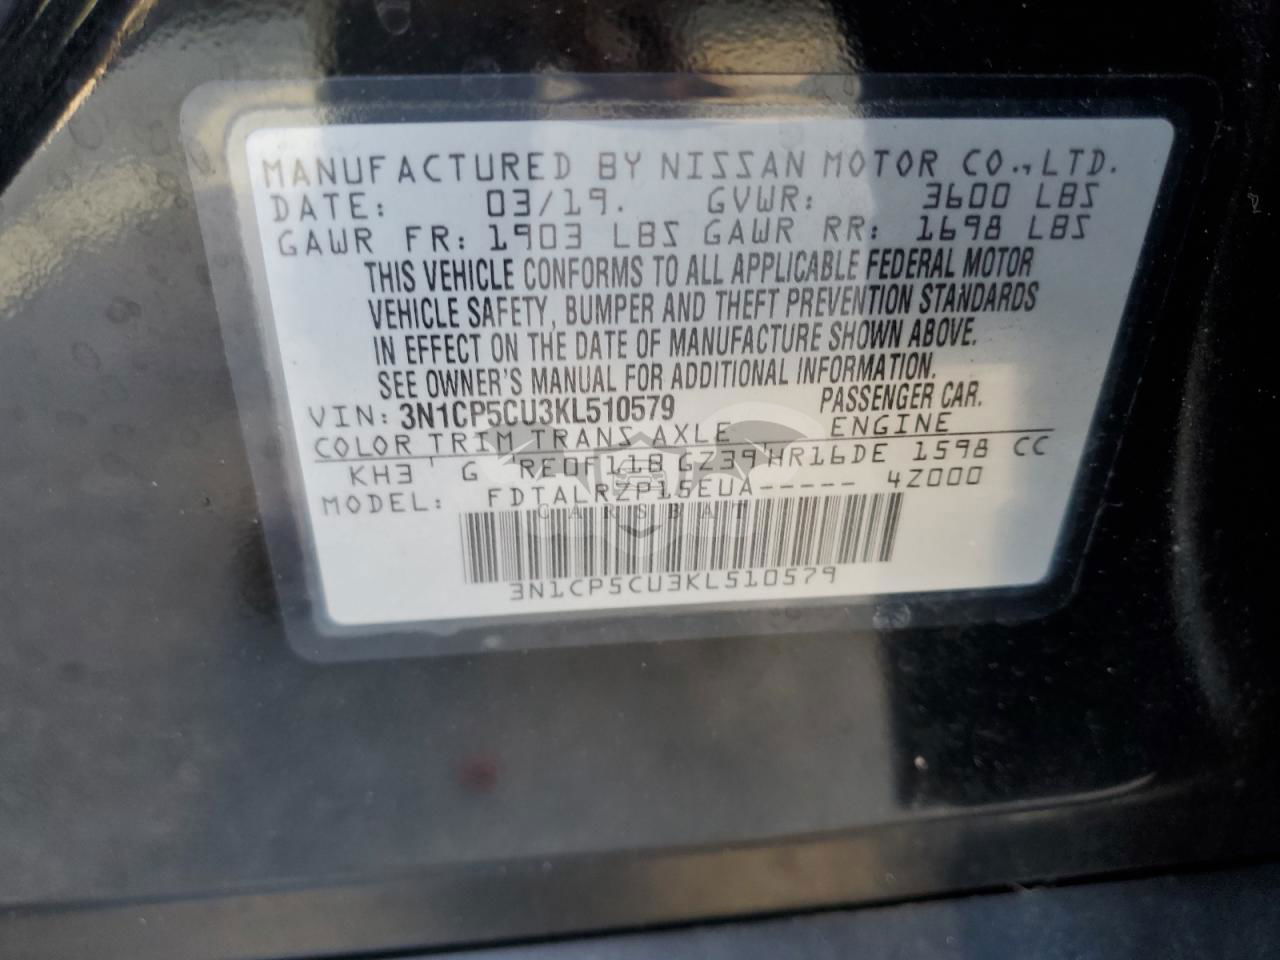 MANUFACTURED BY NISSAN MOTOR CO., LTD.
DATE: 03/19. GVWR: 3600 LBS
GAWR FR: 1903 LBS GAWR RR: 1698 LBS
THIS VEHICLE CONFORMS TO ALL APPLICABLE FEDERAL MOTOR
VEHICLE SAFETY, BUMPER AND THEFT PREVENTION STANDARDS
IN EFFECT ON THE DATE OF MANUFACTURE SHOWN ABOVE.
SEE OWNER'S MANUAL FOR ADDITIONAL INFORMATION.
VIN: 3N1CP5CU3KL510579 PASSENGER CAR.
COLOR TRIM TRANS AXLE ENGINE
KH3 G RE0F11B GZ39 HR16DE 1598 CC
MODEL: FDTALRZP15EUA----- 4Z000
CARSBAT
3N1CP5CU3KL510579